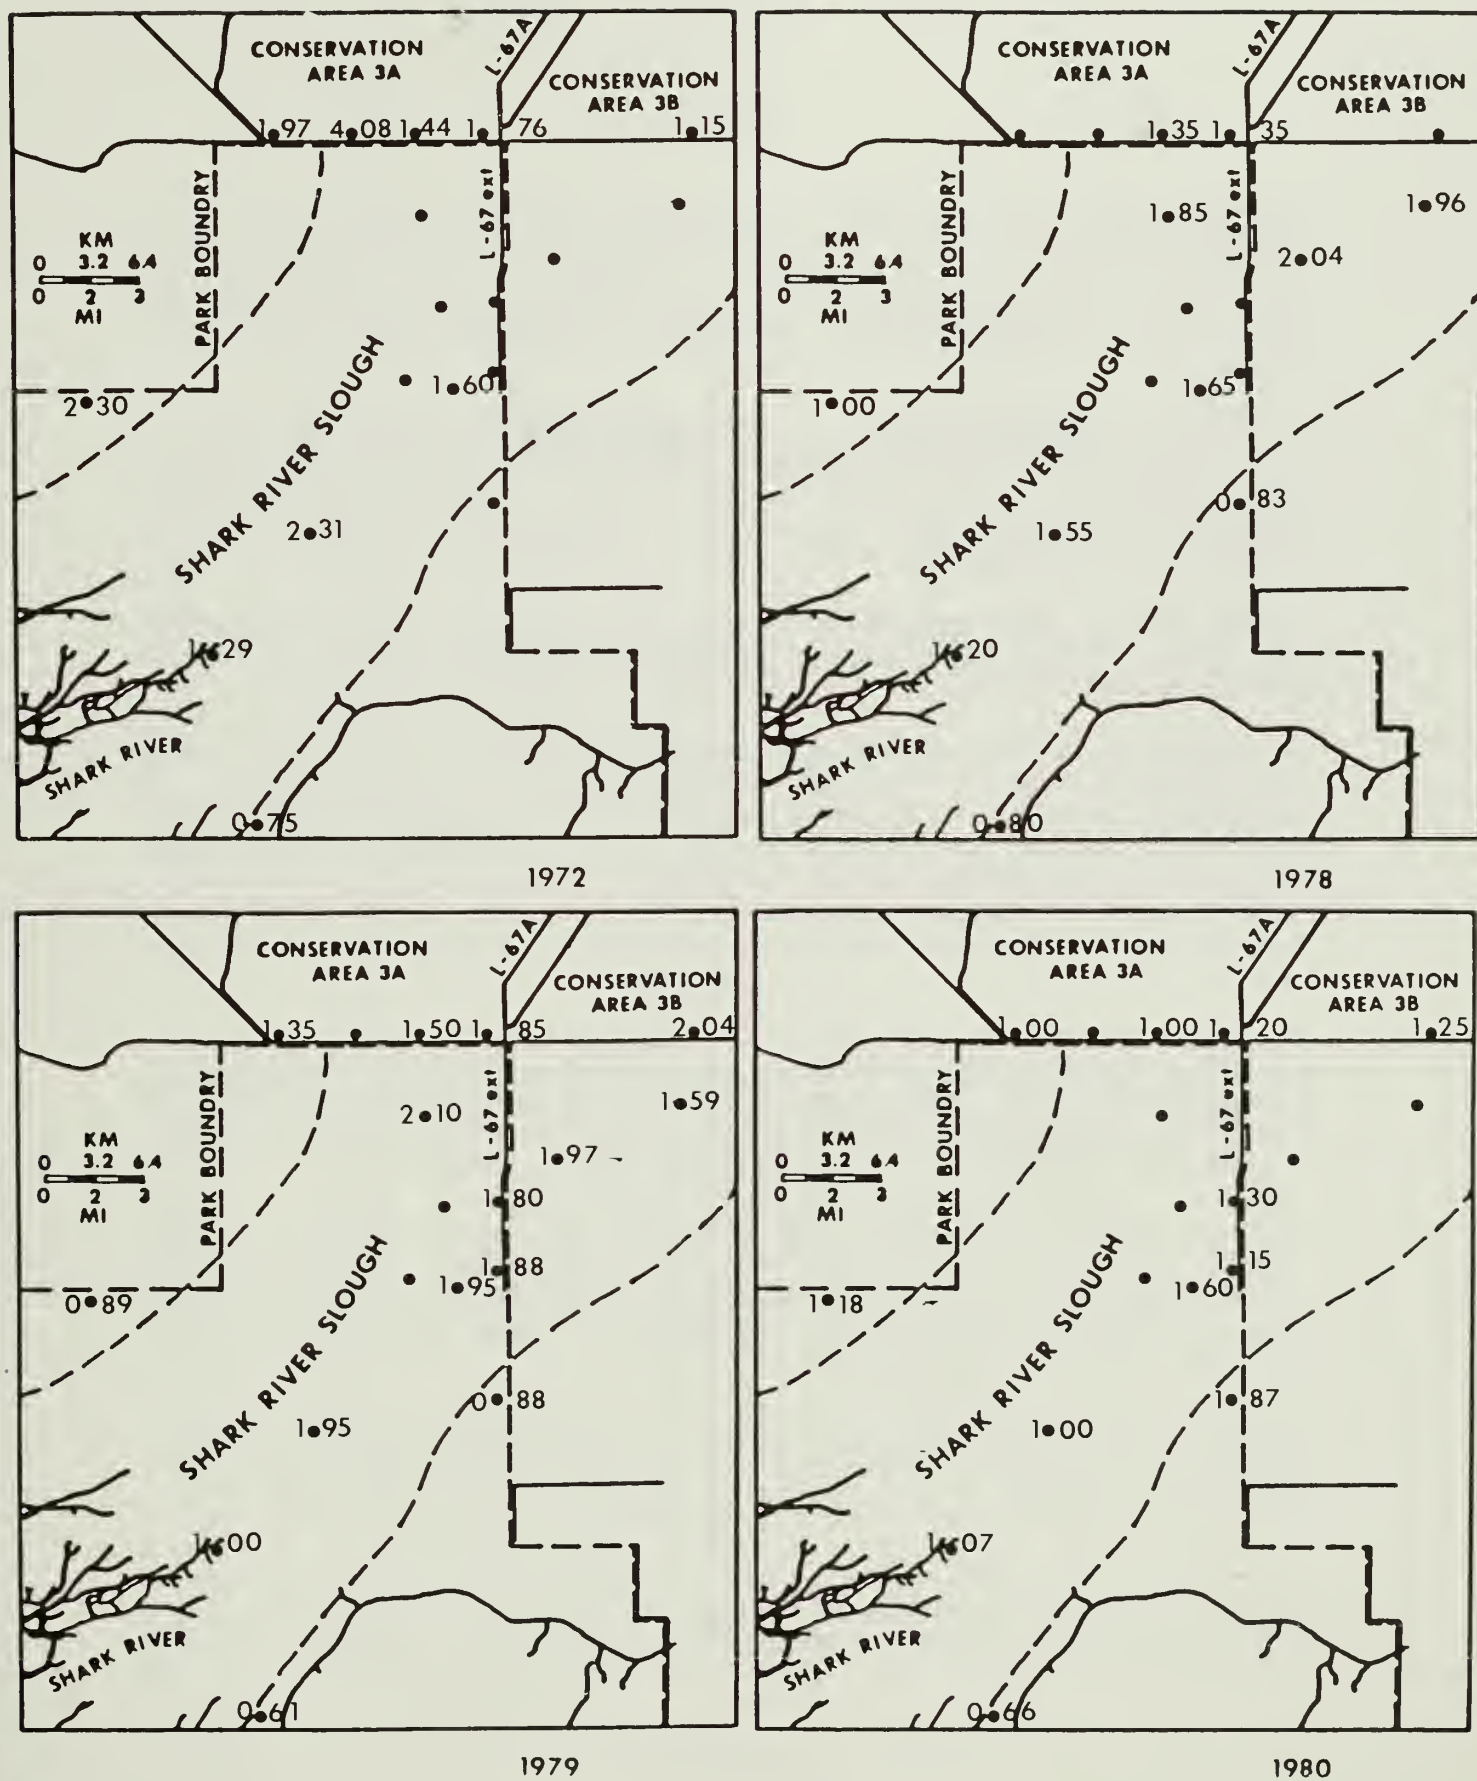 CONSERVATION
AREA 3A
L-67A
CONSERVATION
AREA 3B
1.97 4.08 1.44 1.76 1.15
PARK BOUNDRY
L-67 ext
KM
0 3.2 6.4
0 2 3
MI
1.60
2.30
SHARK RIVER SLOUGH
2.31
1.29
SHARK RIVER
0.75
1972
CONSERVATION
AREA 3A
L-67A
CONSERVATION
AREA 3B
1.35 1.35
PARK BOUNDRY
L-67 ext
1.85
1.96
2.04
KM
0 3.2 6.4
0 2 3
MI
1.65
1.00
SHARK RIVER SLOUGH
0.83
1.55
1.20
SHARK RIVER
0.80
1978
CONSERVATION
AREA 3A
L-67A
CONSERVATION
AREA 3B
1.35 1.50 1.85 2.04
PARK BOUNDRY
L-67 ext
2.10
1.59
1.97
KM
0 3.2 6.4
0 2 3
MI
1.80
1.88
1.95
0.89
SHARK RIVER SLOUGH
0.88
1.95
1.00
SHARK RIVER
0.61
1979
CONSERVATION
AREA 3A
L-67A
CONSERVATION
AREA 3B
1.00 1.00 1.20 1.25
PARK BOUNDRY
L-67 ext
KM
0 3.2 6.4
0 2 3
MI
1.30
1.15
1.60
1.18
SHARK RIVER SLOUGH
1.87
1.00
1.07
SHARK RIVER
0.66
1980